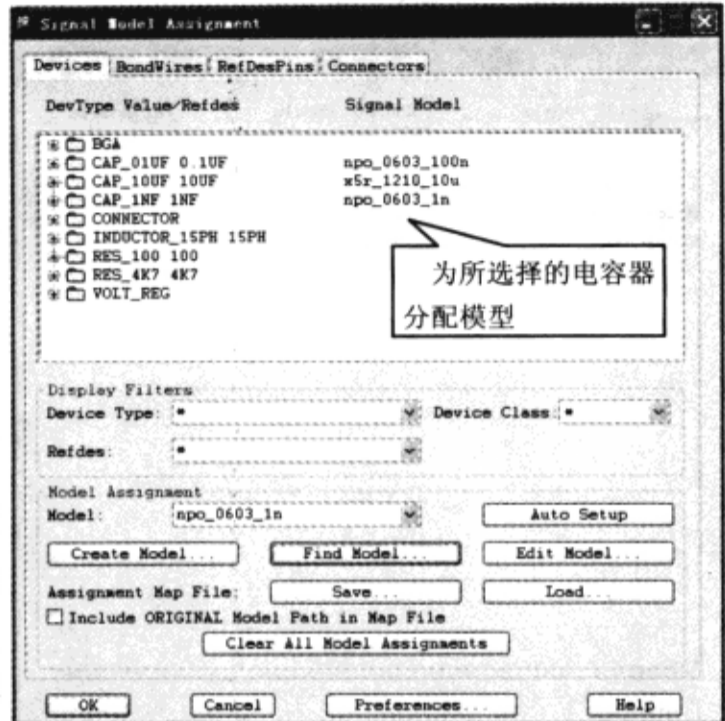 Signal Model Assignment
Devices BondWires RefDesPins Connectors
DevType Value/Refdes Signal Model
BGA
CAP_01UF 0.1UF npo_0603_100n
CAP_10UF 10UF x5r_1210_10u
CAP_1NF 1NF npo_0603_1n
CONNECTOR
INDUCTOR_15PH 15PH
RES_100 100
RES_4K7 4K7
VOLT_REG
为所选择的电容器
分配模型
Display Filters
Device Type: * Device Class: *
Refdes: *
Model Assignment
Model: npo_0603_1n Auto Setup
Create Model... Find Model... Edit Model...
Assignment Map File: Save... Load...
Include ORIGINAL Model Path in Map File
Clear All Model Assignments
OK Cancel Preferences... Help